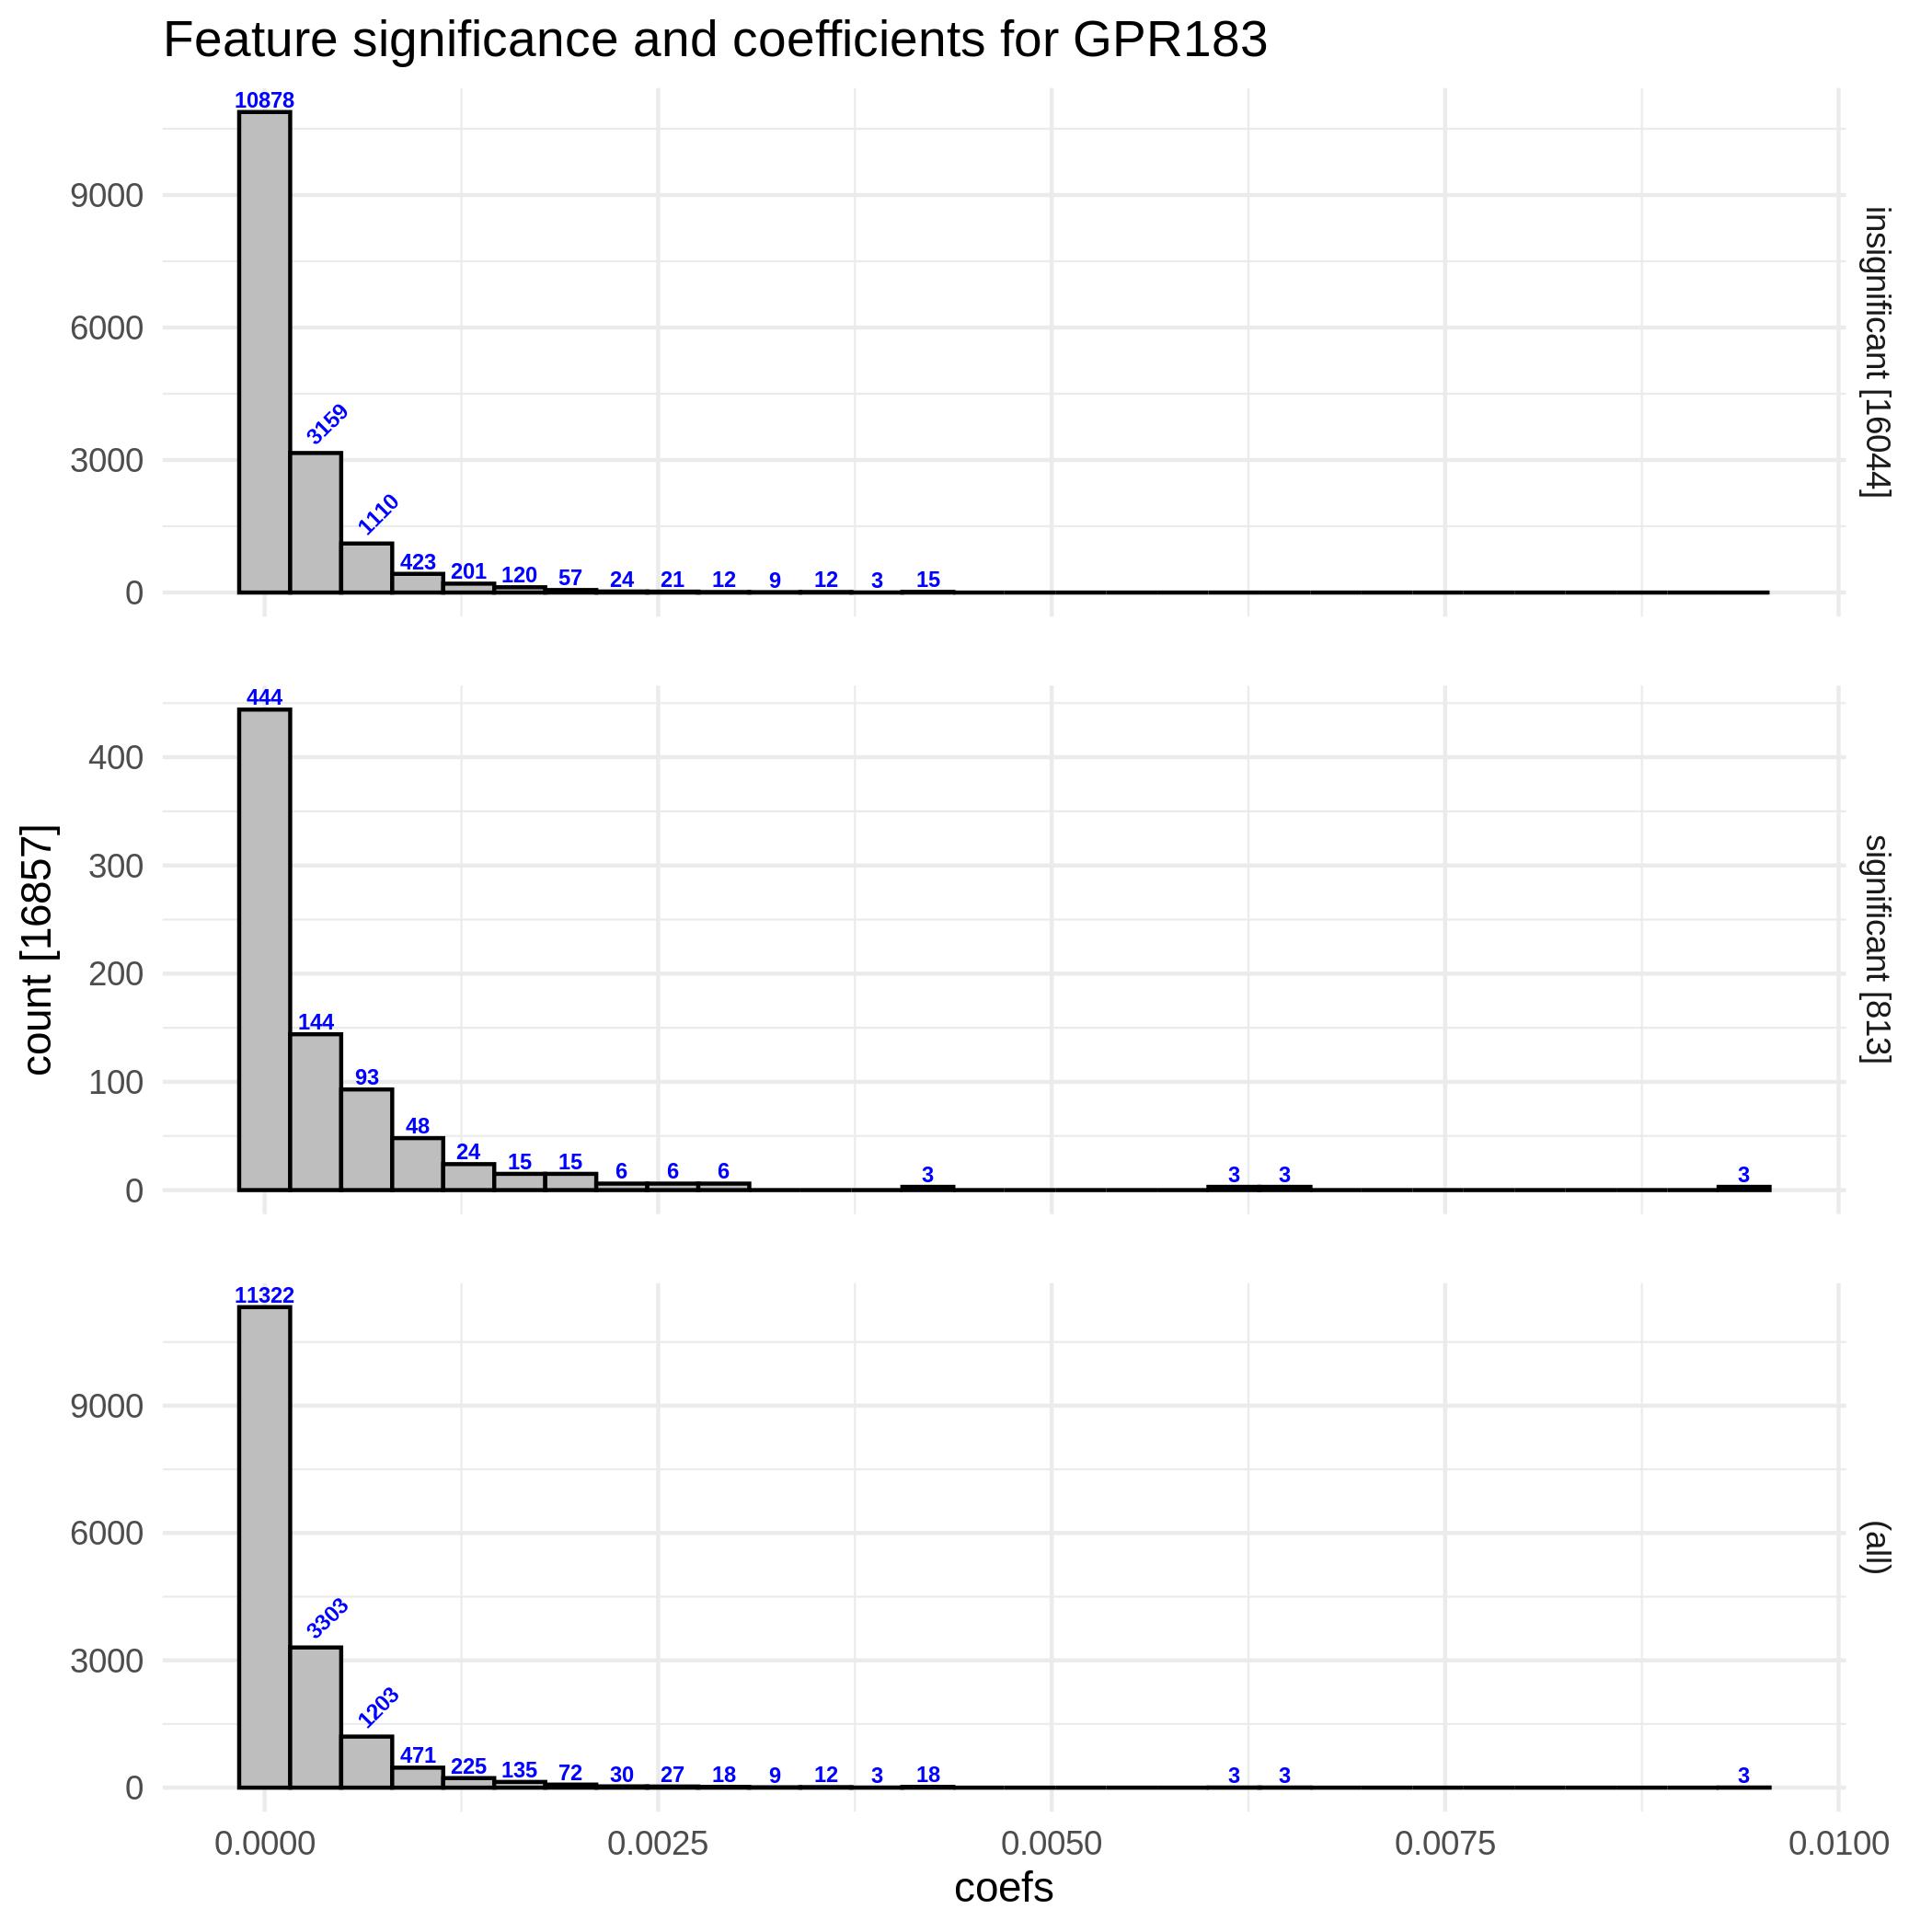 Feature significance and coefficients for GPR183
10878
9000
6000
3000
0
3159
1110
423 201 120 57 24 21 12 9 12 3 15
insignificant [16044]
count [16857]
444
400
300
200
100
0
144
93
48
24
15 15
6 6 6
3
3 3
3
significant [813]
11322
9000
6000
3000
0
3303
1203
471 225 135 72 30 27 18 9 12 3 18 3 3 3
(all)
0.0000 0.0025 0.0050 0.0075 0.0100
coefs